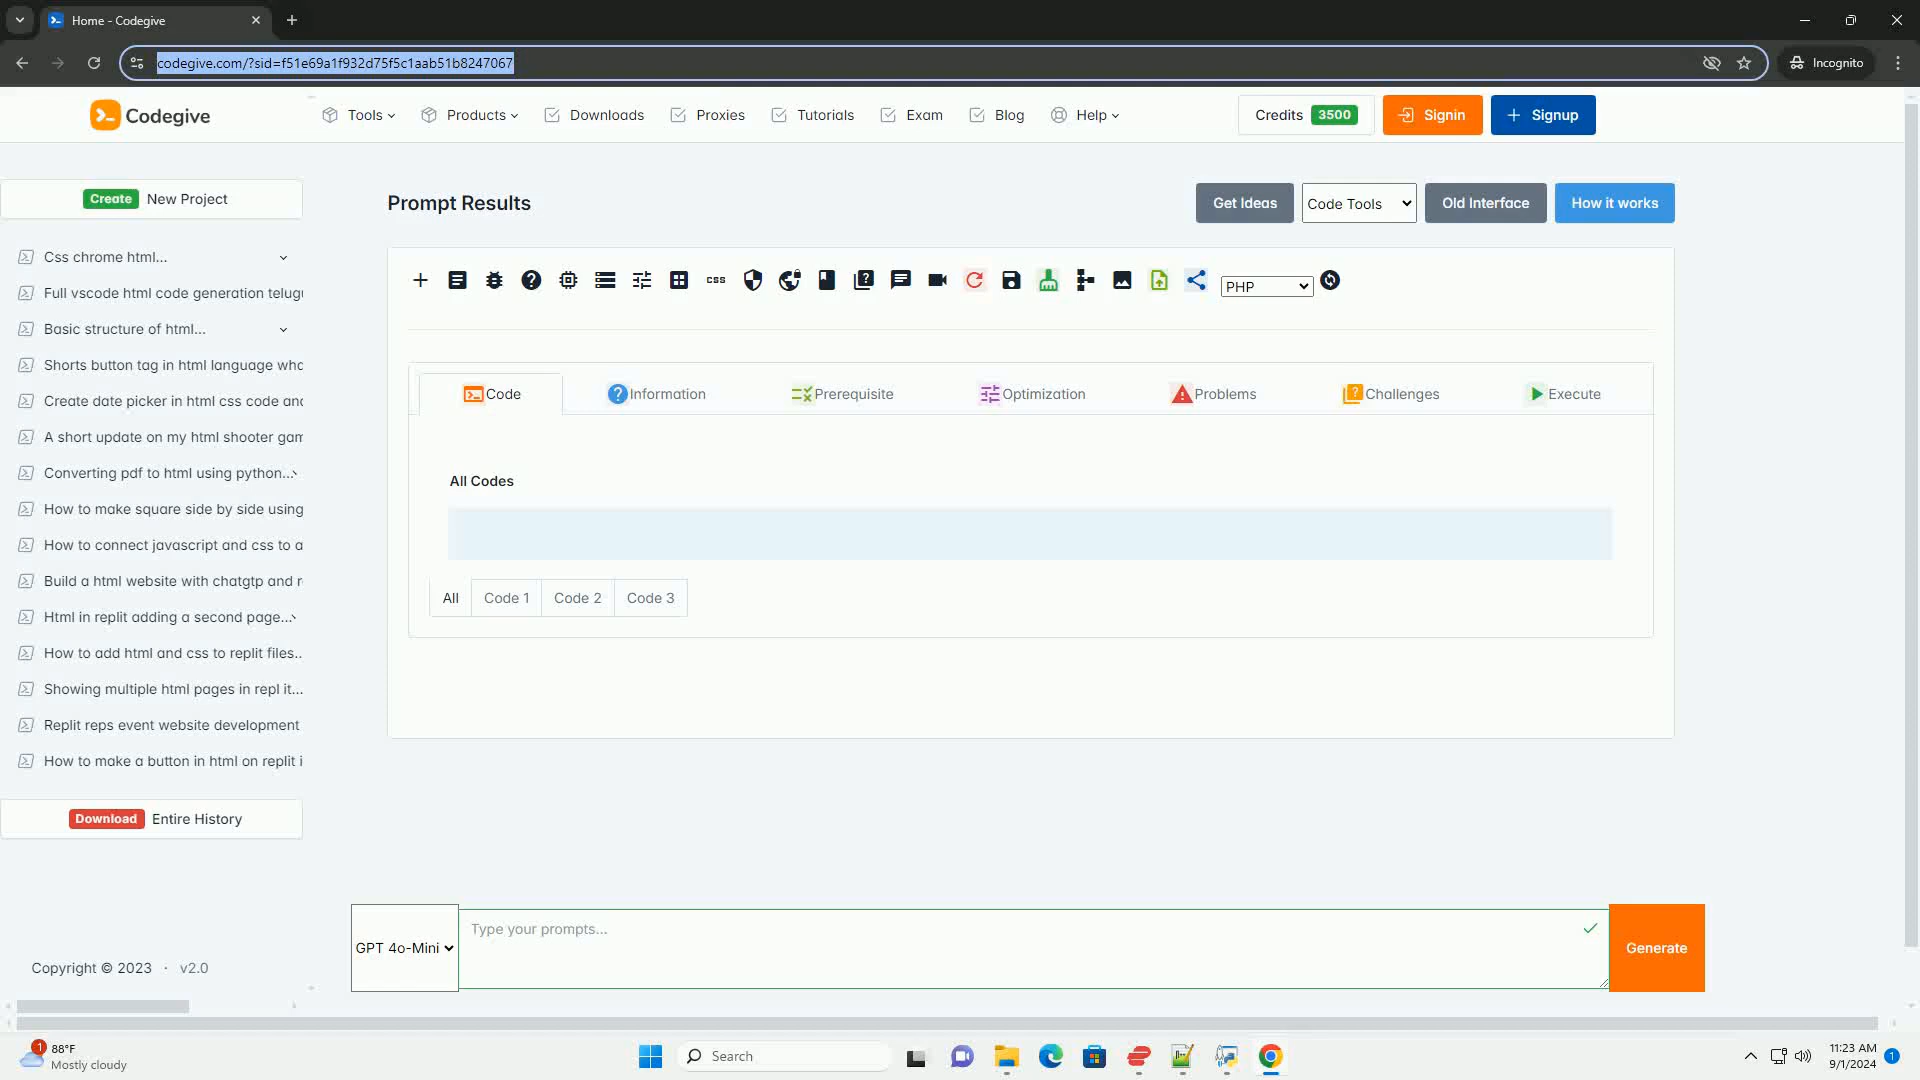 Home - Codegive
codegive.com/?sid=f51e69a1f932d75f5c1aab51b8247067
Incognito
Codegive
Tools
Products
Downloads
Proxies
Tutorials
Exam
Blog
Help
Credits 3500
Signin
Signup
Create New Project
Css chrome html...
Full vscode html code generation telugu
Basic structure of html...
Shorts button tag in html language wha
Create date picker in html css code and
A short update on my html shooter gam
Converting pdf to html using python...
How to make square side by side using
How to connect javascript and css to a
Build a html website with chatgtp and r
Html in replit adding a second page...
How to add html and css to replit files..
Showing multiple html pages in repl it...
Replit reps event website development
How to make a button in html on replit i
Download Entire History
Copyright © 2023 · v2.0
Prompt Results
Get Ideas
Code Tools
Old Interface
How it works
css
PHP
Code
Information
Prerequisite
Optimization
Problems
Challenges
Execute
All Codes
All
Code 1
Code 2
Code 3
GPT 4o-Mini
Type your prompts...
Generate
1
88°F
Mostly cloudy
Search
11:23 AM
9/1/2024
1